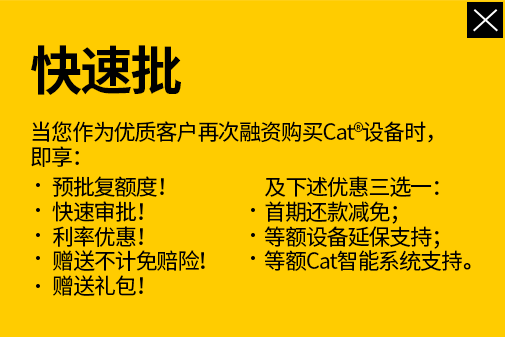 快速批
当您作为优质客户再次融资购买Cat®设备时，
即享：
· 预批复额度！
· 快速审批！
· 利率优惠！
· 赠送不计免赔险!
· 赠送礼包！
及下述优惠三选一：
· 首期还款减免；
· 等额设备延保支持；
· 等额Cat智能系统支持。